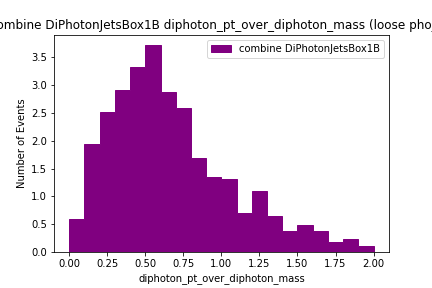 ombine DiPhotonJetsBox1B diphoton_pt_over_diphoton_mass (loose pho
combine DiPhotonJetsBox1B
Number of Events
3.5
3.0
2.5
2.0
1.5
1.0
0.5
0.0
0.00 0.25 0.50 0.75 1.00 1.25 1.50 1.75 2.00
diphoton_pt_over_diphoton_mass